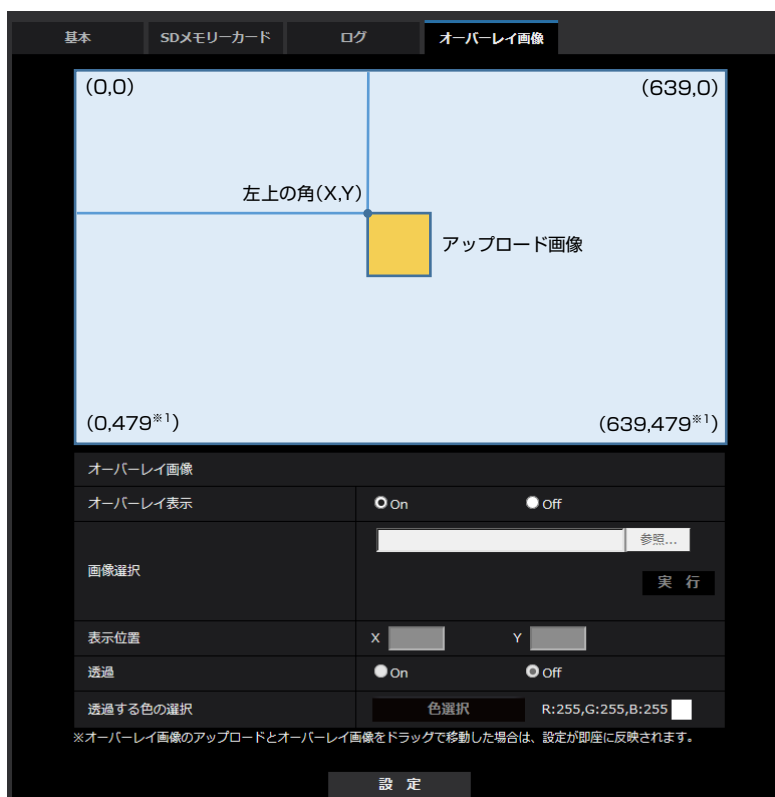 基本 SDメモリーカード ログ オーバーレイ画像
(0,0) (639,0)
左上の角(X,Y)
アップロード画像
(0,479※1) (639,479※1)
オーバーレイ画像
オーバーレイ表示 On Off
参照...
画像選択
実 行
表示位置 X Y
透過 On Off
透過する色の選択 色選択 R:255,G:255,B:255
※オーバーレイ画像のアップロードとオーバーレイ画像をドラッグで移動した場合は、設定が即座に反映されます。
設 定